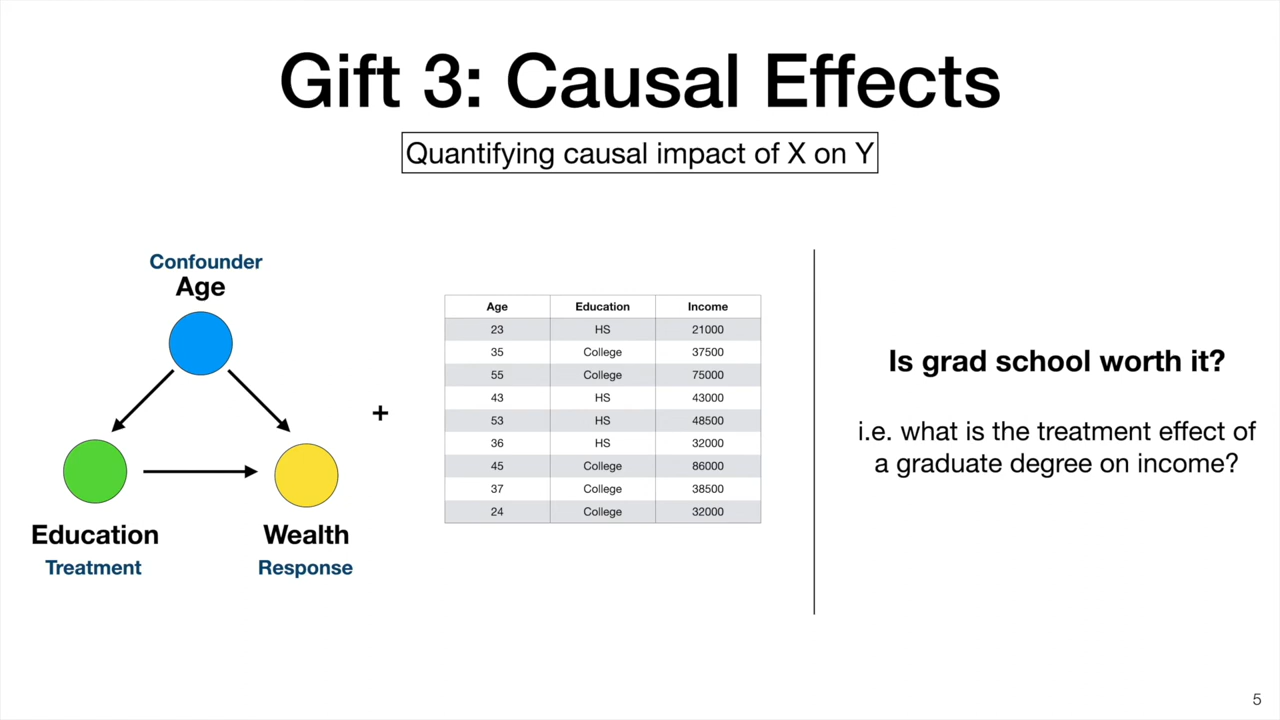 Gift 3: Causal Effects
Quantifying causal impact of X on Y
Confounder
Age
Education
Treatment
Wealth
Response
+
Age Education Income
23 HS 21000
35 College 37500
55 College 75000
43 HS 43000
53 HS 48500
36 HS 32000
45 College 86000
37 College 38500
24 College 32000
Is grad school worth it?
i.e. what is the treatment effect of
a graduate degree on income?
5